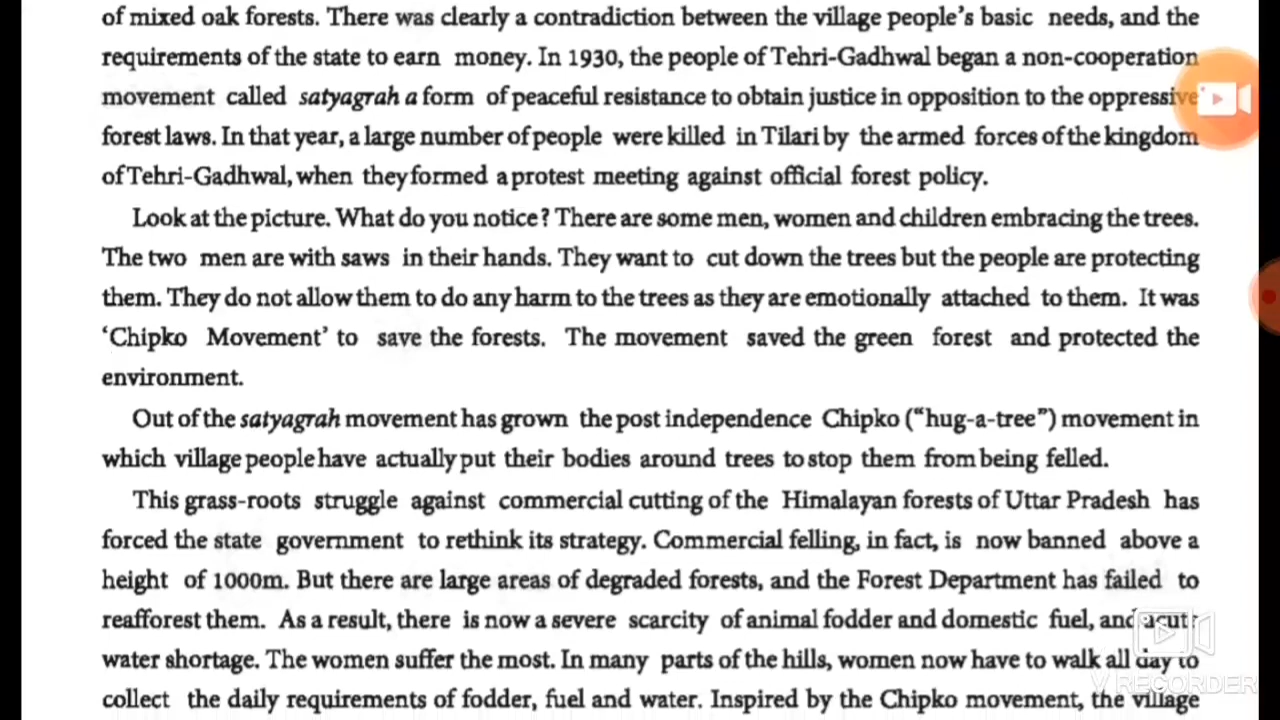 of mixed oak forests. There was clearly a contradiction between the village people's basic needs, and the
requirements of the state to earn money. In 1930, the people of Tehri-Gadhwal began a non-cooperation
movement called satyagrah a form of peaceful resistance to obtain justice in opposition to the oppressive
forest laws. In that year, a large number of people were killed in Tilari by the armed forces of the kingdom
of Tehri-Gadhwal, when they formed a protest meeting against official forest policy.
Look at the picture. What do you notice? There are some men, women and children embracing the trees.
The two men are with saws in their hands. They want to cut down the trees but the people are protecting
them. They do not allow them to do any harm to the trees as they are emotionally attached to them. It was
‘Chipko Movement’ to save the forests. The movement saved the green forest and protected the
environment.
Out of the satyagrah movement has grown the post independence Chipko (“hug-a-tree”) movement in
which village people have actually put their bodies around trees to stop them from being felled.
This grass-roots struggle against commercial cutting of the Himalayan forests of Uttar Pradesh has
forced the state government to rethink its strategy. Commercial felling, in fact, is now banned above a
height of 1000m. But there are large areas of degraded forests, and the Forest Department has failed to
reafforest them. As a result, there is now a severe scarcity of animal fodder and domestic fuel, and acute
water shortage. The women suffer the most. In many parts of the hills, women now have to walk all day to
collect the daily requirements of fodder, fuel and water. Inspired by the Chipko movement, the village
V RECORDER